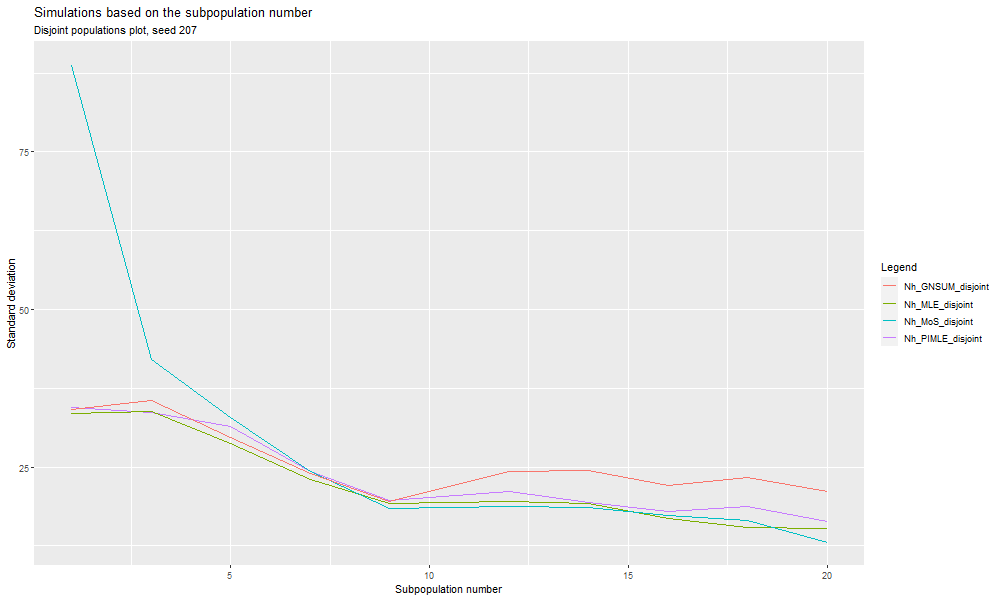 Simulations based on the subpopulation number
Disjoint populations plot, seed 207
Standard deviation
75
50
25
5
10
15
20
Subpopulation number
Legend
Nh_GNSUM_disjoint
Nh_MLE_disjoint
Nh_MoS_disjoint
Nh_PIMLE_disjoint